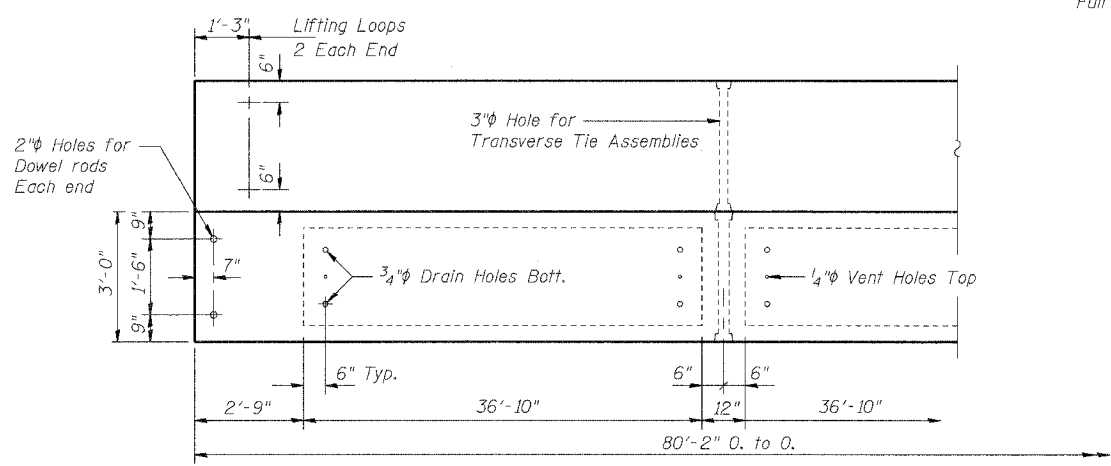 1'-3"
Lifting Loops
2 Each End
6"
2"ϕ Holes for
Dowel rods
Each end
3"ϕ Hole for
Transverse Tie Assemblies
6"
9"
3'-0"
1'-6"
7"
9"
3/4"ϕ Drain Holes Bott.
1/4"ϕ Vent Holes Top
6" Typ.
6"
6"
2'-9"
36'-10"
12"
36'-10"
80'-2" O. to O.